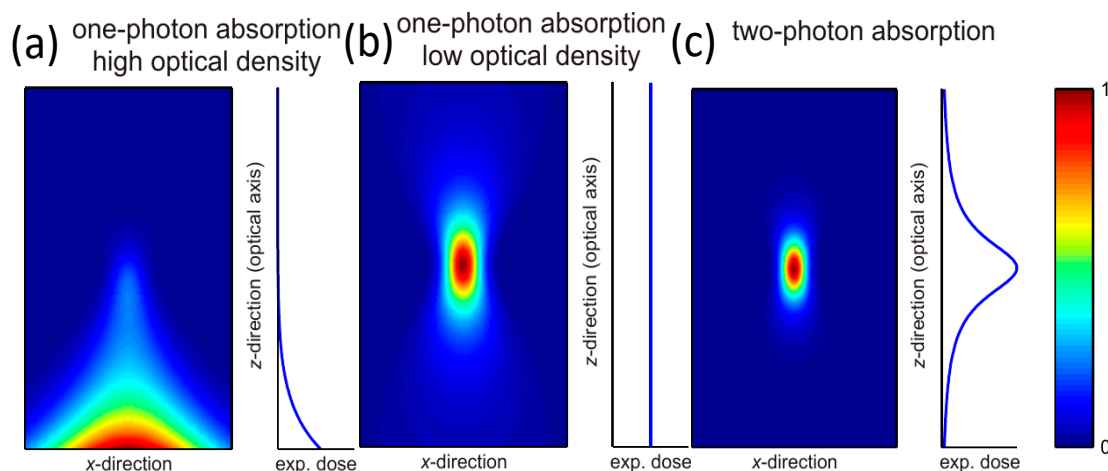 (a)
one-photon absorption
high optical density
(b)
one-photon absorption
low optical density
(c)
two-photon absorption
z-direction (optical axis)
z-direction (optical axis)
z-direction (optical axis)
1
0
x-direction
exp. dose
x-direction
exp. dose
x-direction
exp. dose